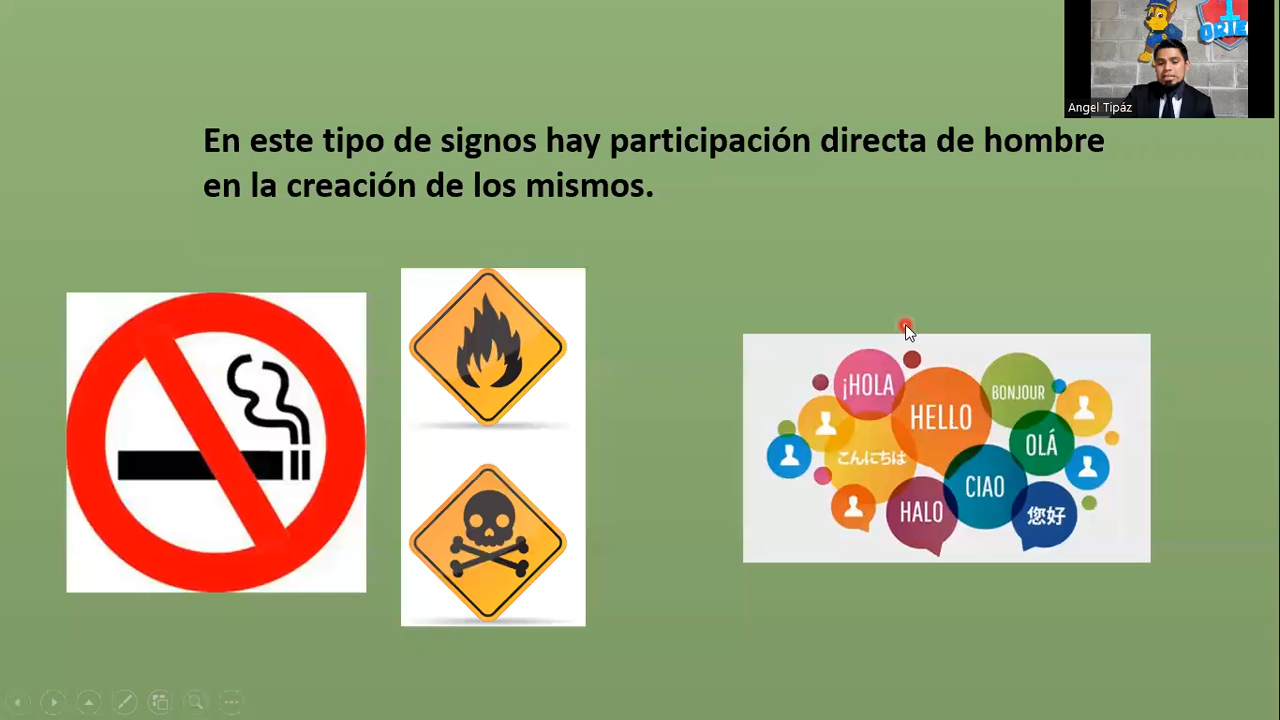 Angel Tipáz
En este tipo de signos hay participación directa de hombre
en la creación de los mismos.
¡HOLA
HELLO
BONJOUR
こんにちは
OLÁ
CIAO
HALO
您好